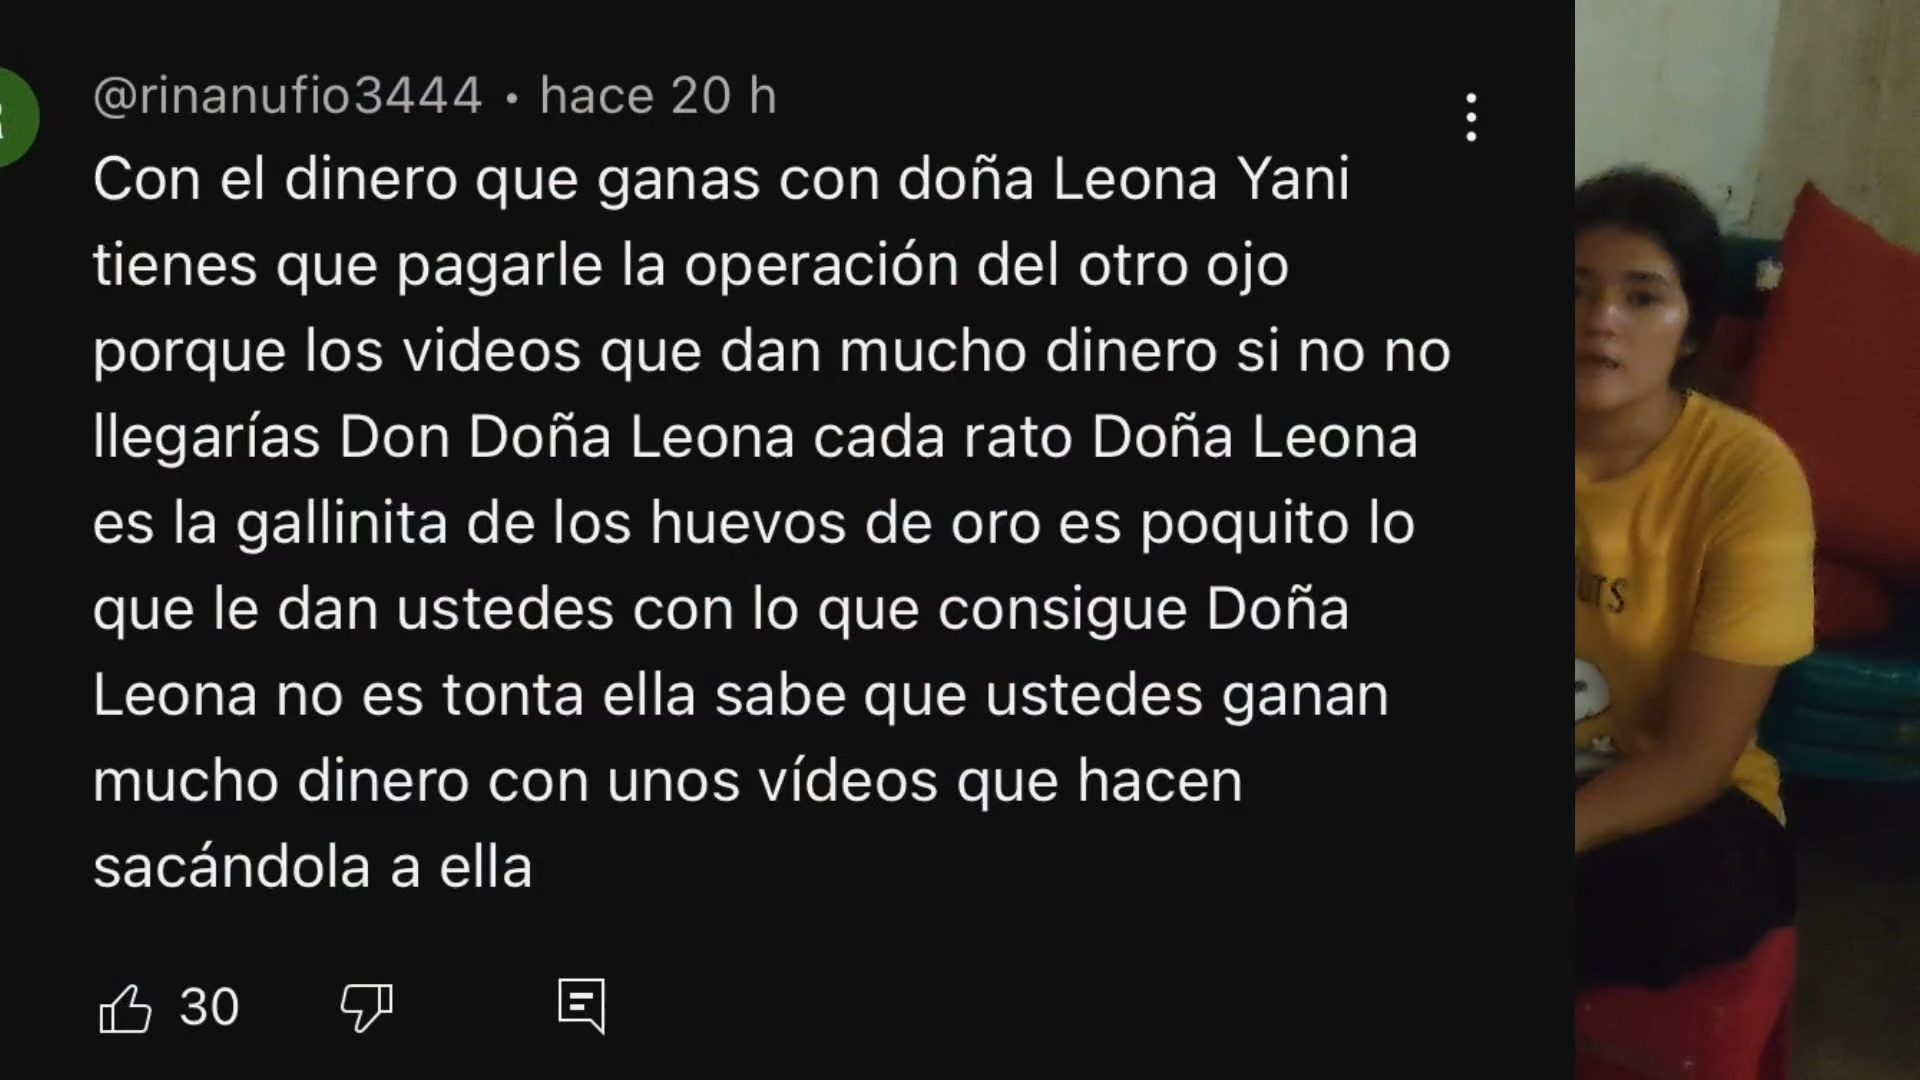 @rinanufio3444 • hace 20 h
Con el dinero que ganas con doña Leona Yani
tienes que pagarle la operación del otro ojo
porque los videos que dan mucho dinero si no no
llegarías Don Doña Leona cada rato Doña Leona
es la gallinita de los huevos de oro es poquito lo
que le dan ustedes con lo que consigue Doña
Leona no es tonta ella sabe que ustedes ganan
mucho dinero con unos vídeos que hacen
sacándola a ella
30